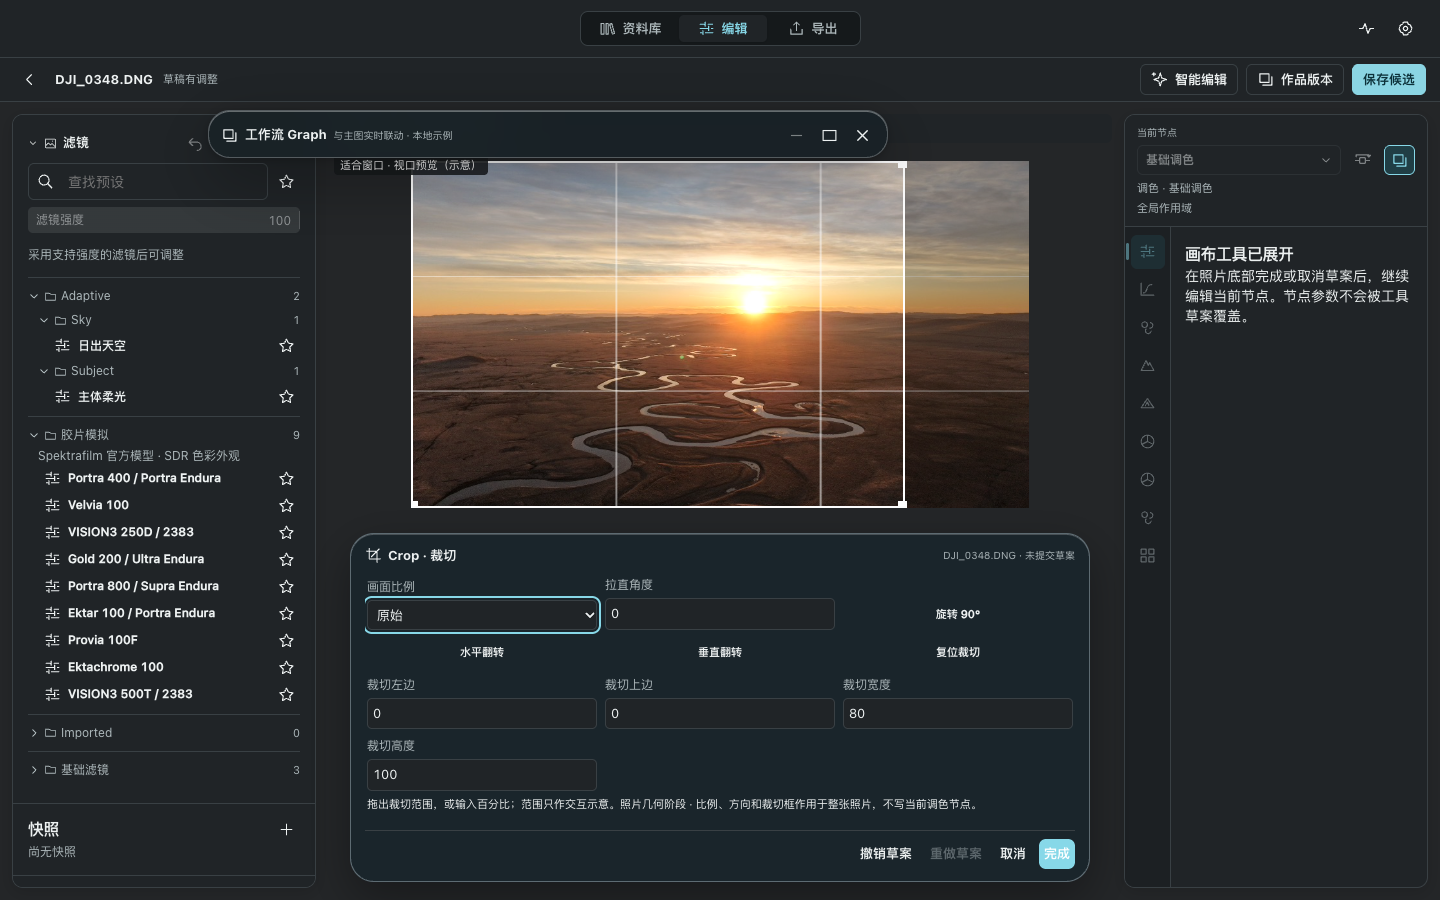 资料库
编辑
导出
DJI_0348.DNG 草稿有调整
智能编辑
作品版本
保存候选
滤镜
工作流 Graph 与主图实时联动 · 本地示例
适合窗口 · 视口预览（示意）
查找预设
滤镜强度 100
采用支持强度的滤镜后可调整
Adaptive 2
Sky 1
日出天空
Subject 1
主体柔光
胶片模拟 9
Spektrafilm 官方模型 · SDR 色彩外观
Portra 400 / Portra Endura
Velvia 100
VISION3 250D / 2383
Gold 200 / Ultra Endura
Portra 800 / Supra Endura
Ektar 100 / Portra Endura
Provia 100F
Ektachrome 100
VISION3 500T / 2383
Imported 0
基础滤镜 3
快照
尚无快照
Crop · 裁切
DJI_0348.DNG · 未提交草案
画面比例
原始
拉直角度
0
旋转 90°
水平翻转
垂直翻转
复位裁切
裁切左边
0
裁切上边
0
裁切宽度
80
裁切高度
100
拖出裁切范围，或输入百分比；范围只作交互示意。照片几何阶段 · 比例、方向和裁切框作用于整张照片，不写当前调色节点。
撤销草案
重做草案
取消
完成
当前节点
基础调色
调色 · 基础调色
全局作用域
画布工具已展开
在照片底部完成或取消草案后，继续
编辑当前节点。节点参数不会被工具
草案覆盖。